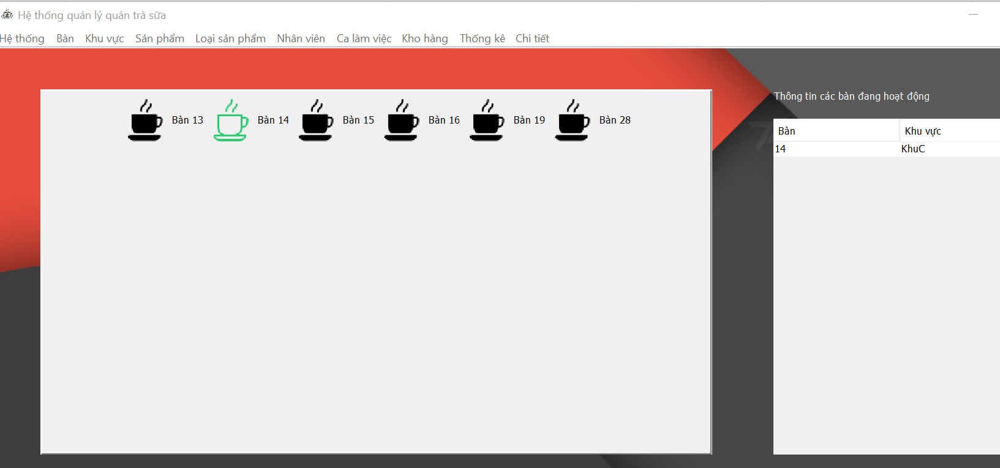 Hệ thống quản lý quán trà sữa
Hệ thống Bàn Khu vực Sản phẩm Loại sản phẩm Nhân viên Ca làm việc Kho hàng Thống kê Chi tiết
Bàn 13 Bàn 14 Bàn 15 Bàn 16 Bàn 19 Bàn 28
Thông tin các bàn đang hoạt động
Bàn Khu vực
14 KhuC